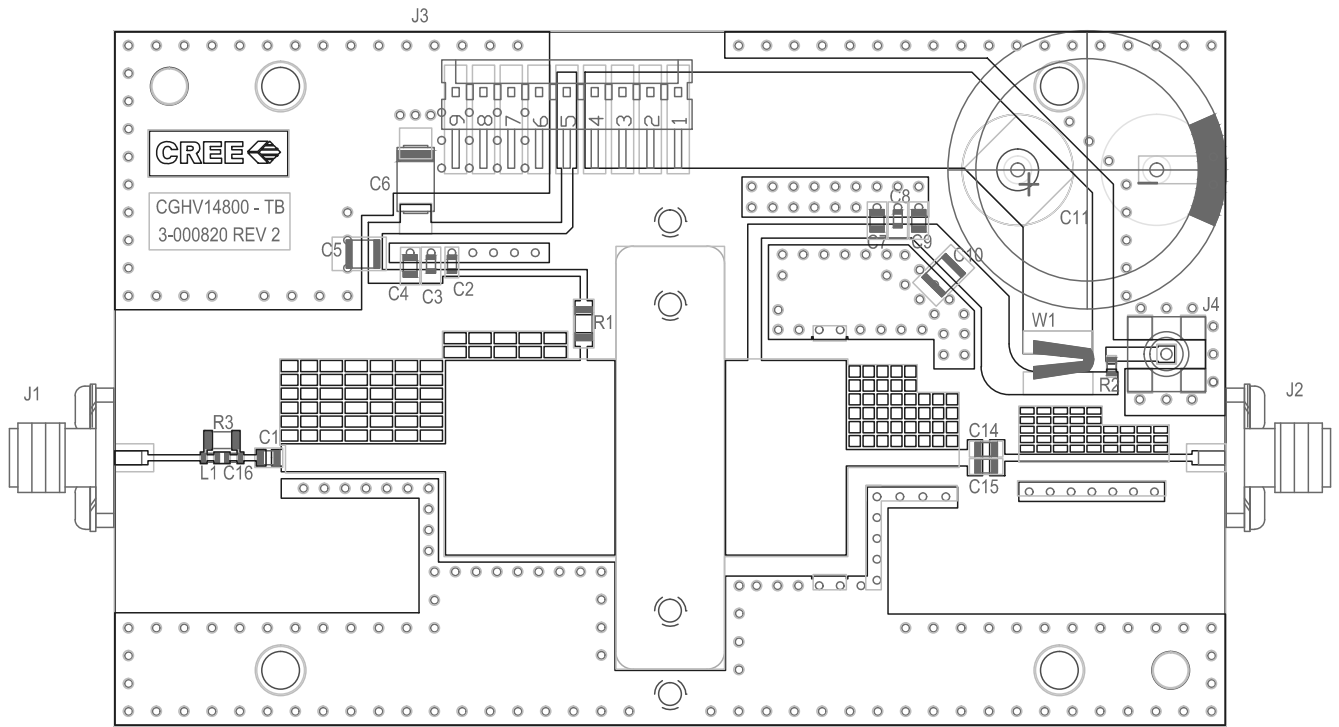 J3
9 8 7 6 5 4 3 2 1
CREE
CGHV14800 - TB
3-000820 REV 2
C6
C5
C4
C3
C2
R1
C8
C7
C9
C10
C11
+
−
W1
R2
J4
J1
R3
L1
C16
C1
C14
C15
J2